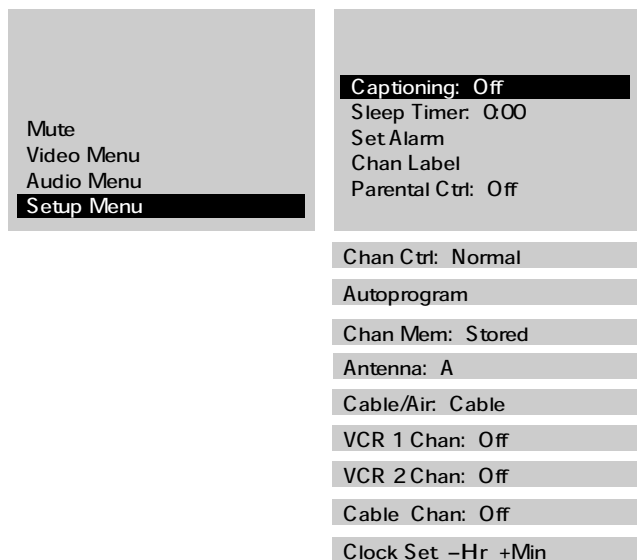 Mute
Video Menu
Audio Menu
Setup Menu
Captioning: Off
Sleep Timer: 0:00
Set Alarm
Chan Label
Parental Ctrl: Off
Chan Ctrl: Normal
Autoprogram
Chan Mem: Stored
Antenna: A
Cable/Air: Cable
VCR 1 Chan: Off
VCR 2 Chan: Off
Cable Chan: Off
Clock Set –Hr +Min